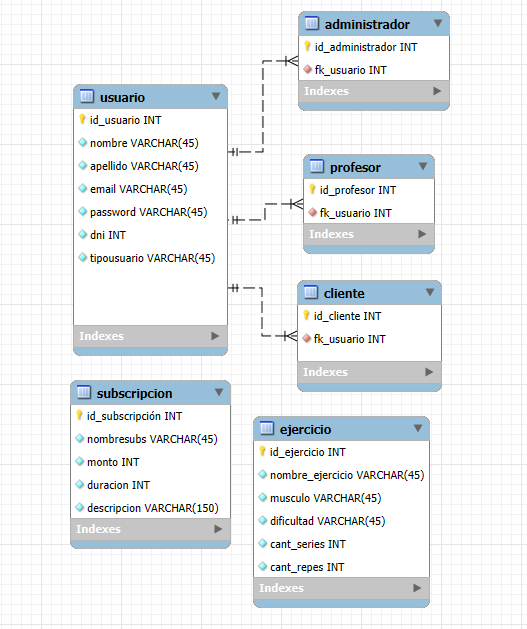 administrador
id_administrador INT
fk_usuario INT
Indexes
usuario
id_usuario INT
nombre VARCHAR(45)
apellido VARCHAR(45)
email VARCHAR(45)
password VARCHAR(45)
dni INT
tipousuario VARCHAR(45)
Indexes
profesor
id_profesor INT
fk_usuario INT
Indexes
cliente
id_cliente INT
fk_usuario INT
Indexes
subscripcion
id_subscripción INT
nombresubs VARCHAR(45)
monto INT
duracion INT
descripcion VARCHAR(150)
Indexes
ejercicio
id_ejercicio INT
nombre_ejercicio VARCHAR(45)
musculo VARCHAR(45)
dificultad VARCHAR(45)
cant_series INT
cant_repes INT
Indexes